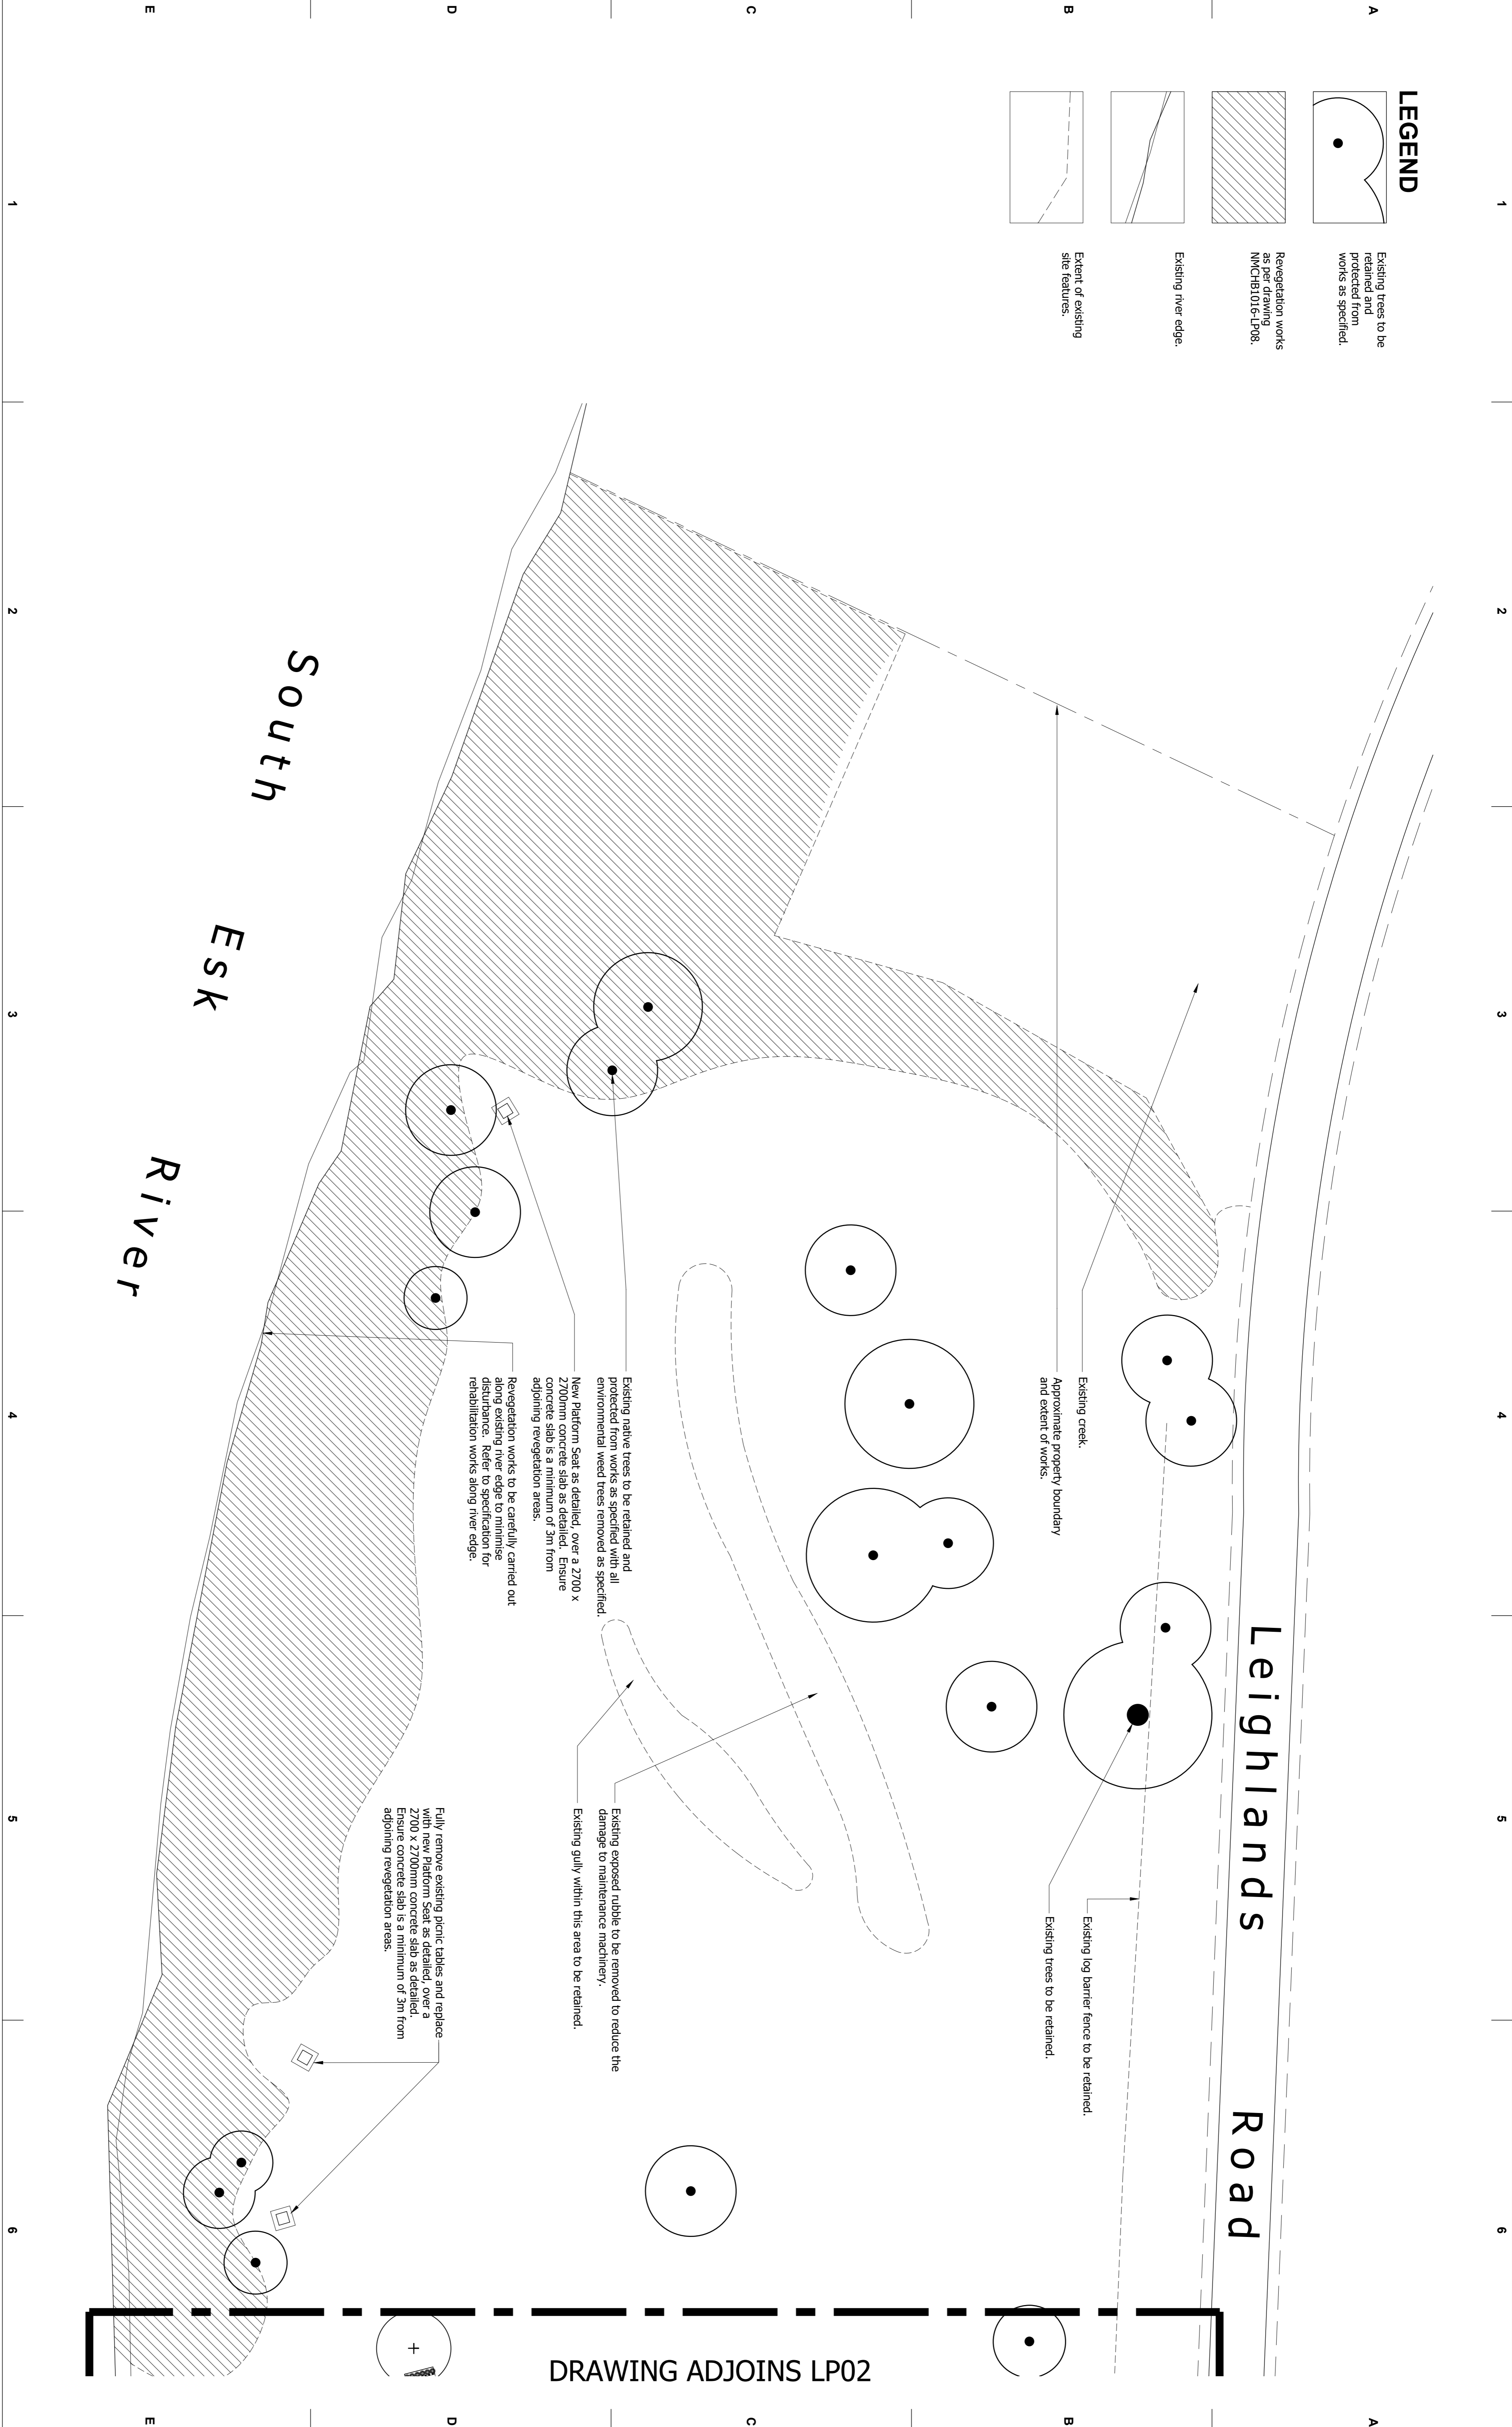 LEGEND
Existing trees to be
retained and
protected from
works as specified.
Revegetation works
as per drawing
NMCHB1016-LP08.
Existing river edge.
Extent of existing
site features.
Leighlands Road
South Esk River
Existing creek.
Approximate property boundary
and extent of works.
Existing native trees to be retained and
protected from works as specified with all
environmental weed trees removed as specified.
New Platform Seat as detailed, over a 2700 x
2700mm concrete slab as detailed. Ensure
concrete slab is a minimum of 3m from
adjoining revegetation areas.
Revegetation works to be carefully carried out
along existing river edge to minimise
disturbance. Refer to specification for
rehabilitation works along river edge.
Existing log barrier fence to be retained.
Existing trees to be retained.
Existing exposed rubble to be removed to reduce the
damage to maintenance machinery.
Existing gully within this area to be retained.
Fully remove existing picnic tables and replace
with new Platform Seat as detailed, over a
2700 x 2700mm concrete slab as detailed.
Ensure concrete slab is a minimum of 3m from
adjoining revegetation areas.
DRAWING ADJOINS LP02
1
2
3
4
5
6
1
2
3
4
5
6
A
B
C
D
E
A
B
C
D
E